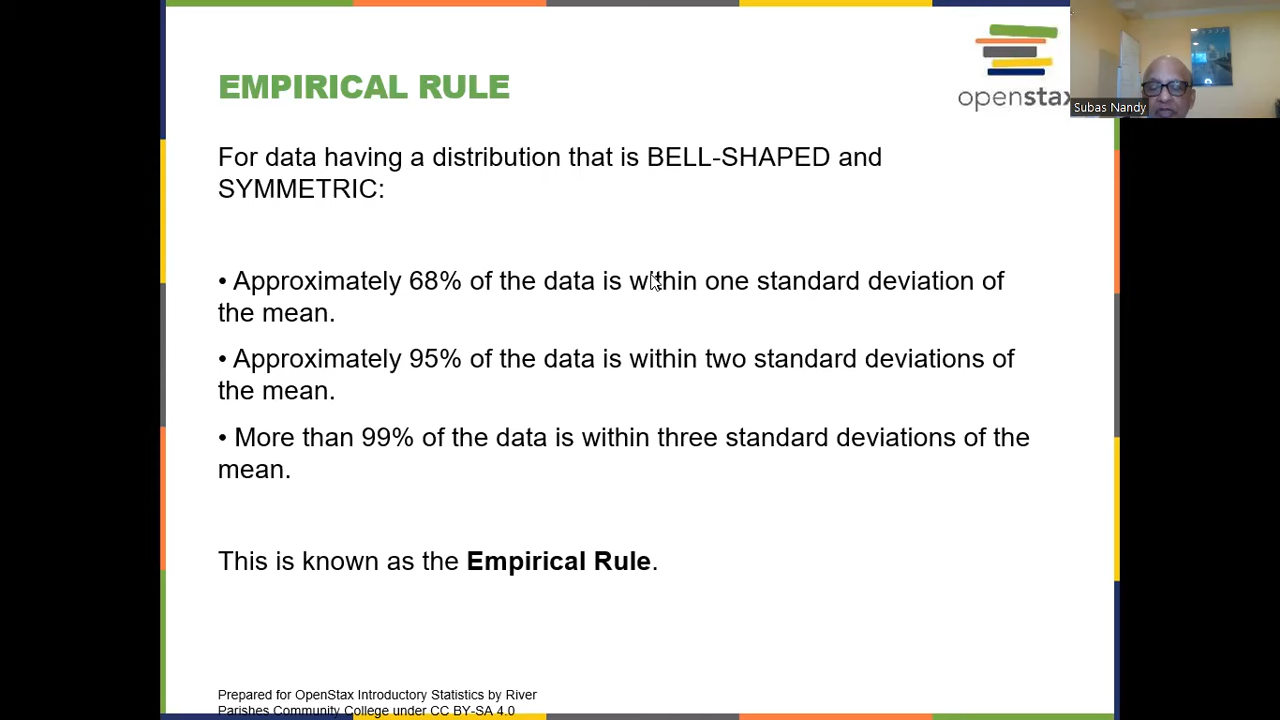 EMPIRICAL RULE
openstax
Subas Nandy
For data having a distribution that is BELL-SHAPED and
SYMMETRIC:
• Approximately 68% of the data is within one standard deviation of
the mean.
• Approximately 95% of the data is within two standard deviations of
the mean.
• More than 99% of the data is within three standard deviations of the
mean.
This is known as the Empirical Rule.
Prepared for OpenStax Introductory Statistics by River
Parishes Community College under CC BY-SA 4.0